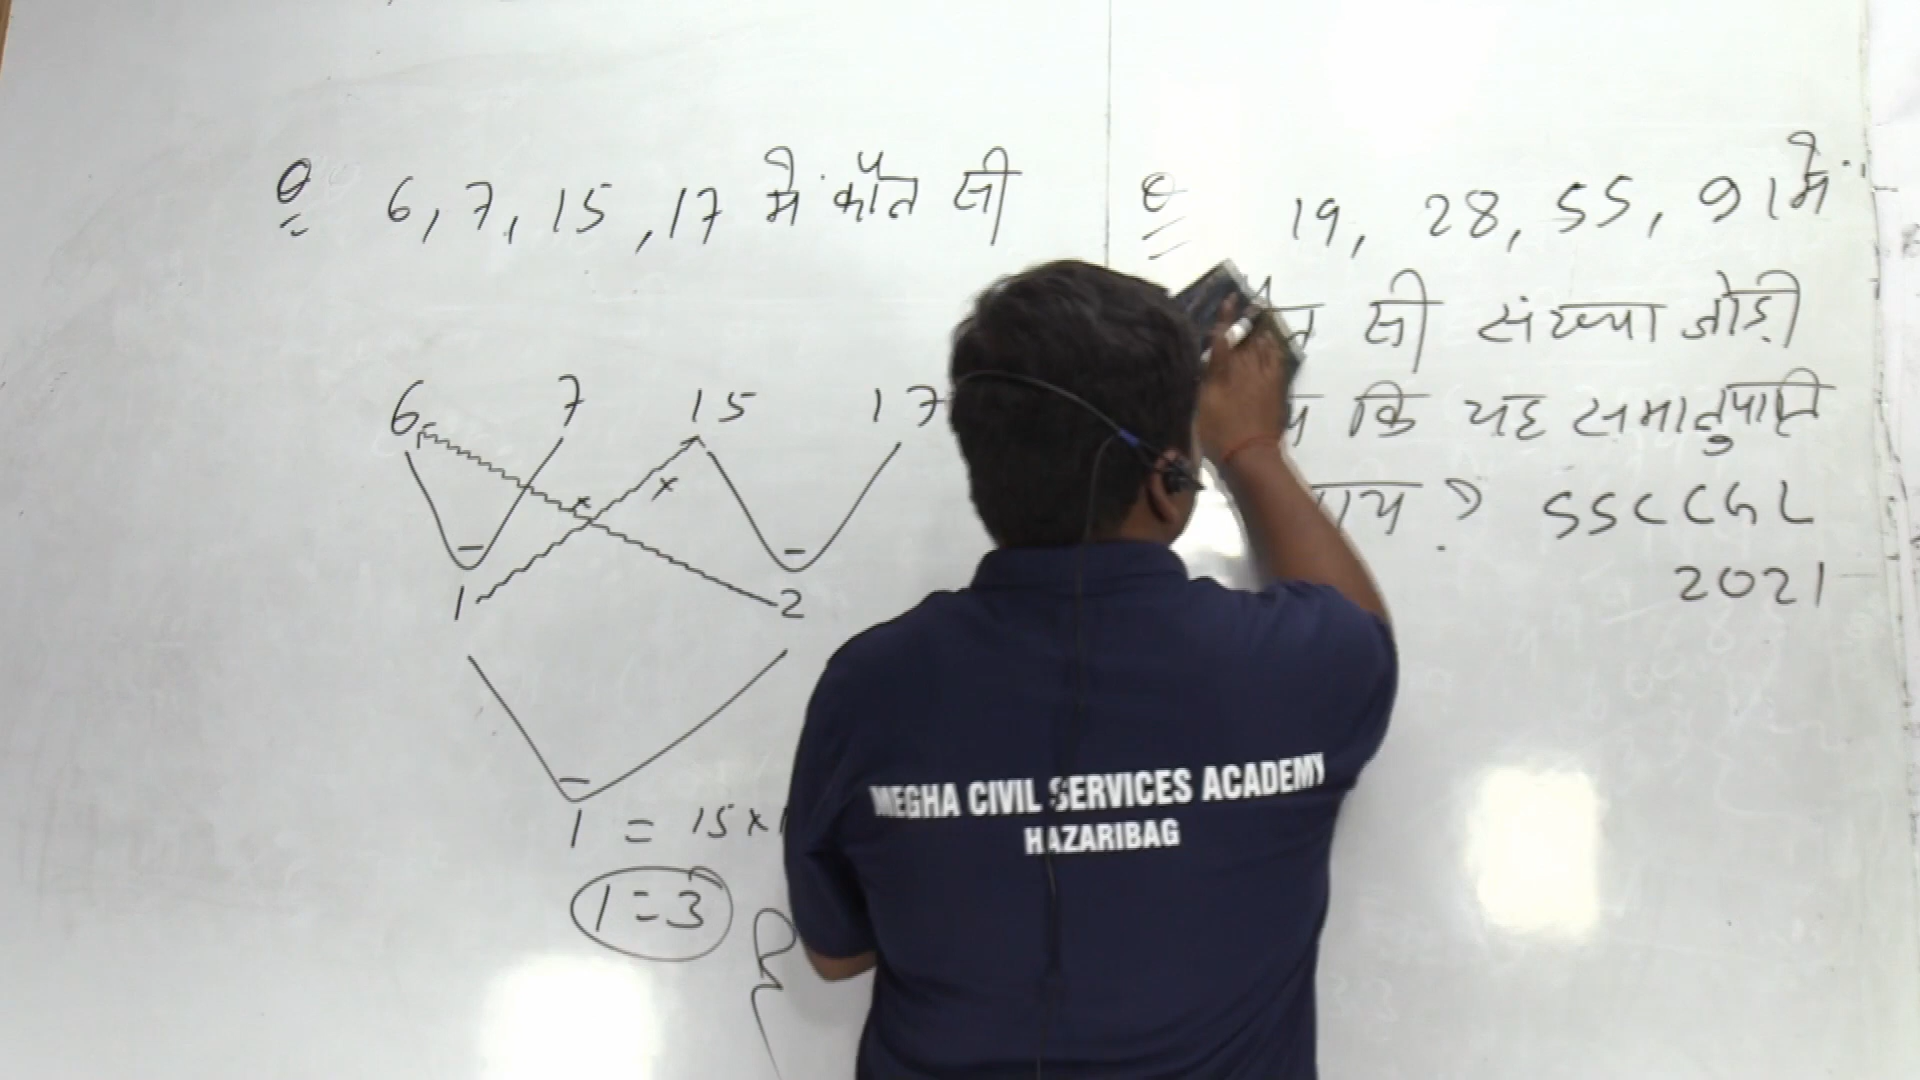 Q 6, 7, 15, 17 में कौन सी
6 7 15 17
1 2
1 = 15 ×
1 = 3
Q 19, 28, 55, 91 में
सी संख्या जोड़ी
कि यह समानुपाति
? SSC CGL
2021
MEGHA CIVIL SERVICES ACADEMY
HAZARIBAG